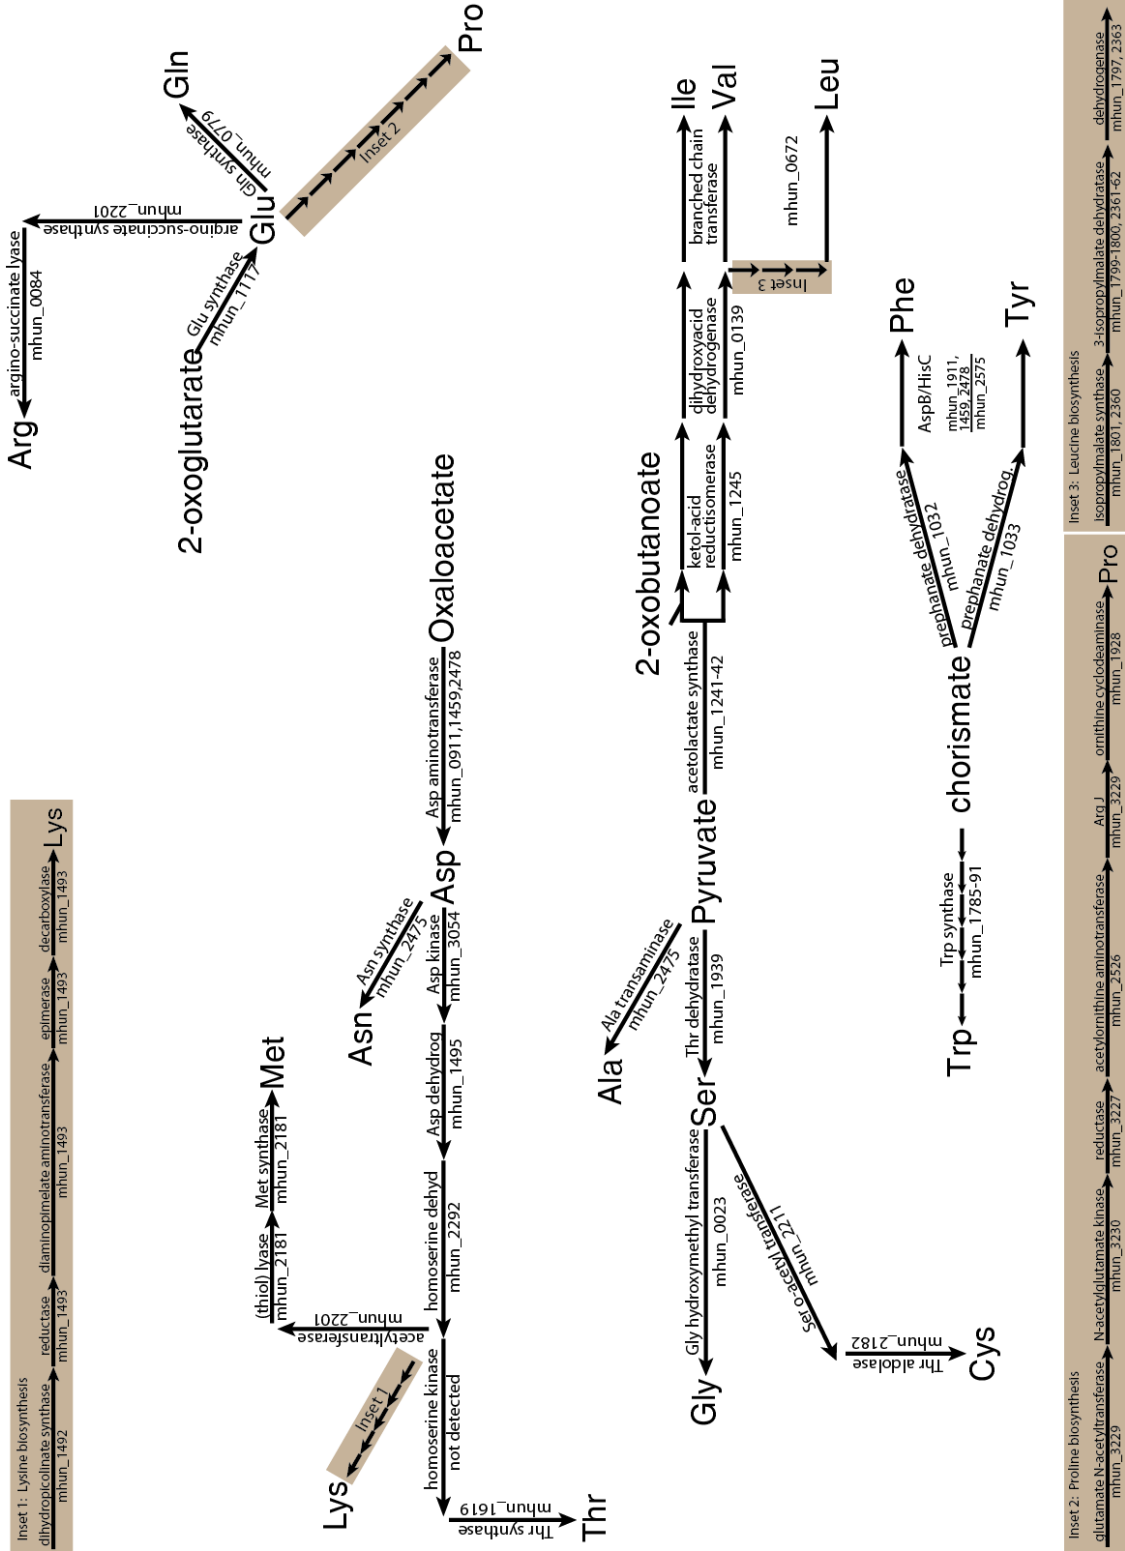 Inset 1: Lysine biosynthesis
dihydropicolinate synthase
mhun_1492
reductase
mhun_1493
diaminopimelate aminotransferase
mhun_1493
epimerase
mhun_1493
decarboxylase
mhun_1493
Lys
Arg
argino-succinate lyase
mhun_0084
argino-succinate synthase
mhun_2201
Gln
Gln synthase
mhun_0779
Glu
2-oxoglutarate
Glu synthase
mhun_1117
Inset 2
Pro
Oxaloacetate
Asp aminotransferase
mhun_0911,1459,2478
Asp
Asn synthase
mhun_2475
Asn
Asp kinase
mhun_3054
Asp dehydrog
mhun_1495
homoserine dehyd
mhun_2292
acetyltransferase
mhun_2201
(thiol) lyase
mhun_2181
Met synthase
mhun_2181
Met
Inset 1
Lys
homoserine kinase
not detected
Thr synthase
mhun_1619
Thr
2-oxobutanoate
Pyruvate
acetolactate synthase
mhun_1241-42
ketol-acid
reductisomerase
mhun_1245
dihydroxyacid
dehydrogenase
mhun_0139
branched chain
transferase
Ile
Val
Inset 3
mhun_0672
Leu
Ala transaminase
mhun_2475
Ala
Thr dehydratase
mhun_1939
Ser
Gly hydroxymethyl transferase
mhun_0023
Gly
Ser o-acetyl transferase
mhun_2211
Thr aldolase
mhun_2182
Cys
chorismate
Trp synthase
mhun_1785-91
Trp
prephanate dehydratase
mhun_1032
prephanate dehydrog.
mhun_1033
AspB/HisC
mhun_1911,
1459, 2478
mhun_2575
Phe
Tyr
Inset 2: Proline biosynthesis
glutamate N-acetyltransferase
mhun_3229
N-acetylglutamate kinase
mhun_3230
reductase
mhun_3227
acetylornithine aminotransferase
mhun_2526
Arg J
mhun_3229
ornithine cyclodeaminase
mhun_1928
Pro
Inset 3: Leucine biosynthesis
Isopropylmalate synthase
mhun_1801, 2360
3-Isopropylmalate dehydratase
mhun_1799-1800, 2361-62
dehydrogenase
mhun_1797, 2363